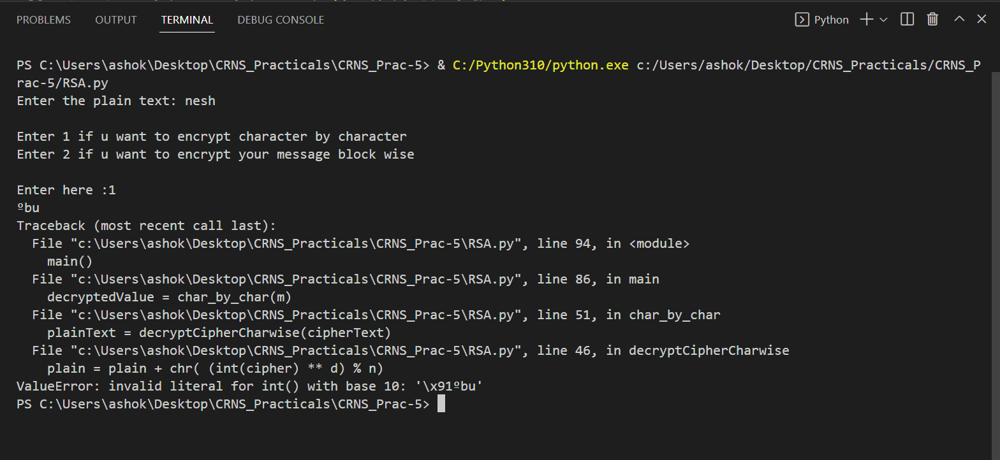 PROBLEMS OUTPUT TERMINAL DEBUG CONSOLE Python
PS C:\Users\ashok\Desktop\CRNS_Practicals\CRNS_Prac-5> & C:/Python310/python.exe c:/Users/ashok/Desktop/CRNS_Practicals/CRNS_P
rac-5/RSA.py
Enter the plain text: nesh
Enter 1 if u want to encrypt character by character
Enter 2 if u want to encrypt your message block wise
Enter here :1
ºbu
Traceback (most recent call last):
  File "c:\Users\ashok\Desktop\CRNS_Practicals\CRNS_Prac-5\RSA.py", line 94, in <module>
    main()
  File "c:\Users\ashok\Desktop\CRNS_Practicals\CRNS_Prac-5\RSA.py", line 86, in main
    decryptedValue = char_by_char(m)
  File "c:\Users\ashok\Desktop\CRNS_Practicals\CRNS_Prac-5\RSA.py", line 51, in char_by_char
    plainText = decryptCipherCharwise(cipherText)
  File "c:\Users\ashok\Desktop\CRNS_Practicals\CRNS_Prac-5\RSA.py", line 46, in decryptCipherCharwise
    plain = plain + chr( (int(cipher) ** d) % n)
ValueError: invalid literal for int() with base 10: '\x91ºbu'
PS C:\Users\ashok\Desktop\CRNS_Practicals\CRNS_Prac-5>